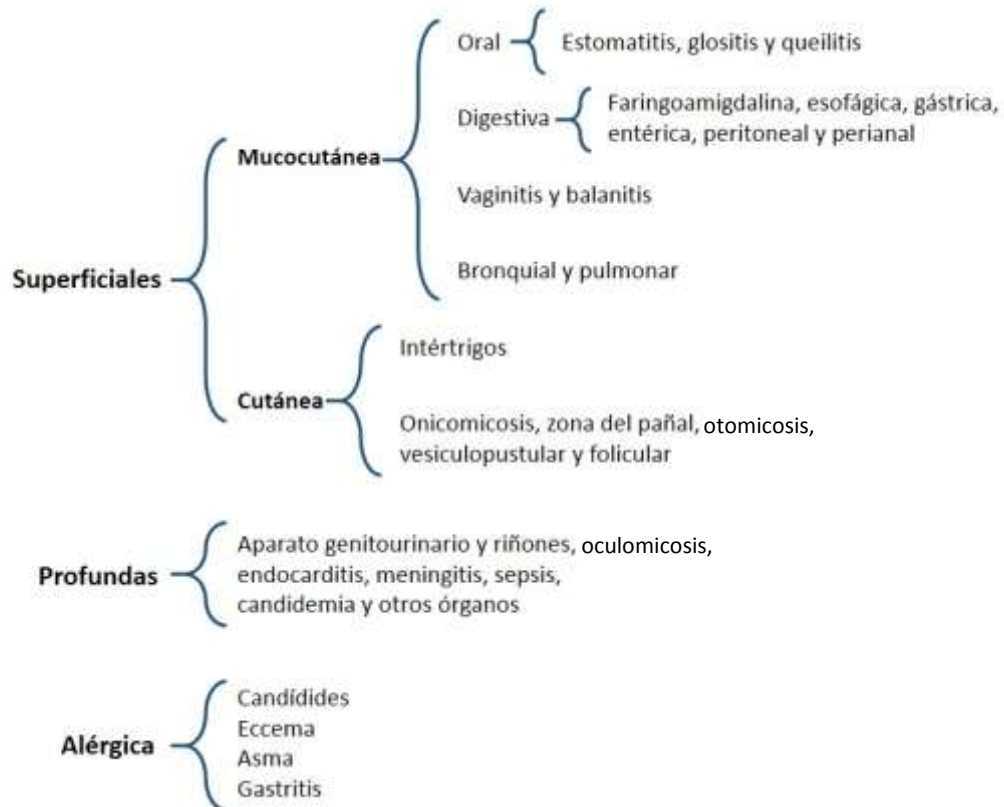 Superficiales
Mucocutánea
Oral
Estomatitis, glositis y queilitis
Digestiva
Faringoamigdalina, esofágica, gástrica,
entérica, peritoneal y perianal
Vaginitis y balanitis
Bronquial y pulmonar
Cutánea
Intértrigos
Onicomicosis, zona del pañal, otomicosis,
vesiculopustular y folicular
Profundas
Aparato genitourinario y riñones, oculomicosis,
endocarditis, meningitis, sepsis,
candidemia y otros órganos
Alérgica
Candídides
Eccema
Asma
Gastritis